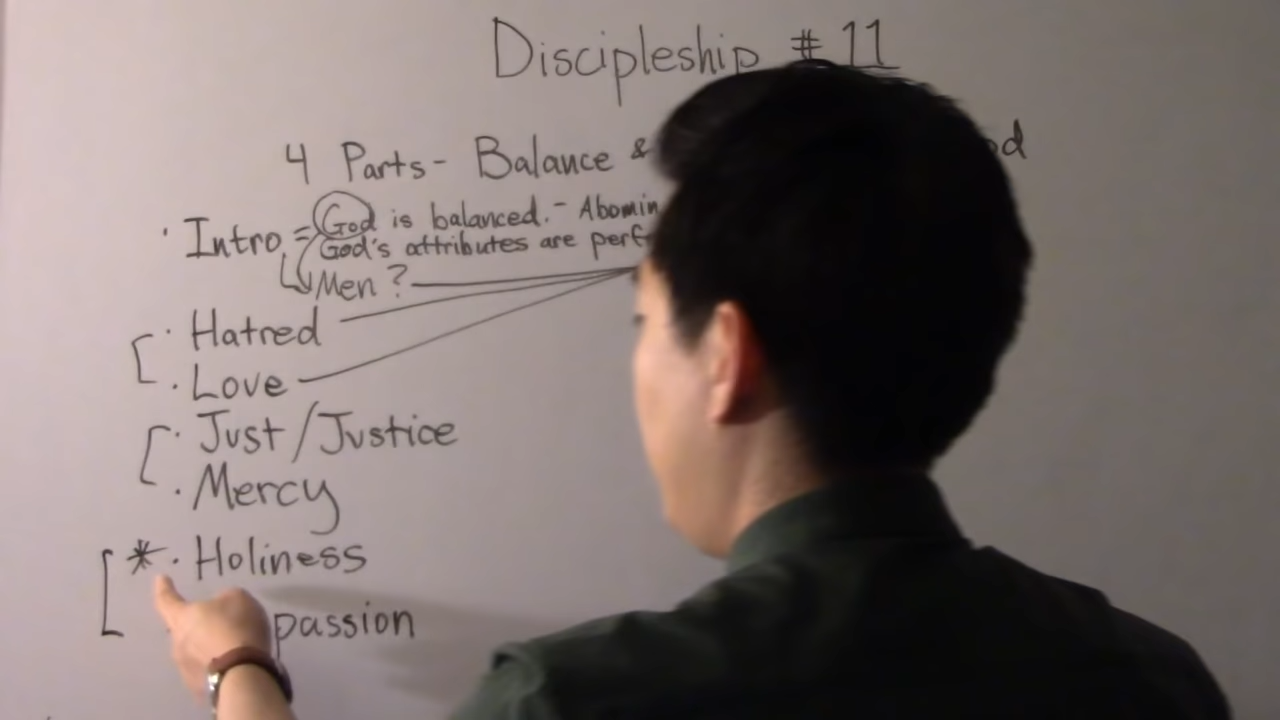 Discipleship # 11
4 Parts- Balance &
· Intro = God is balanced. - Abomin
God's attributes are perf
Men ?
· Hatred
· Love
· Just/Justice
· Mercy
* · Holiness
passion